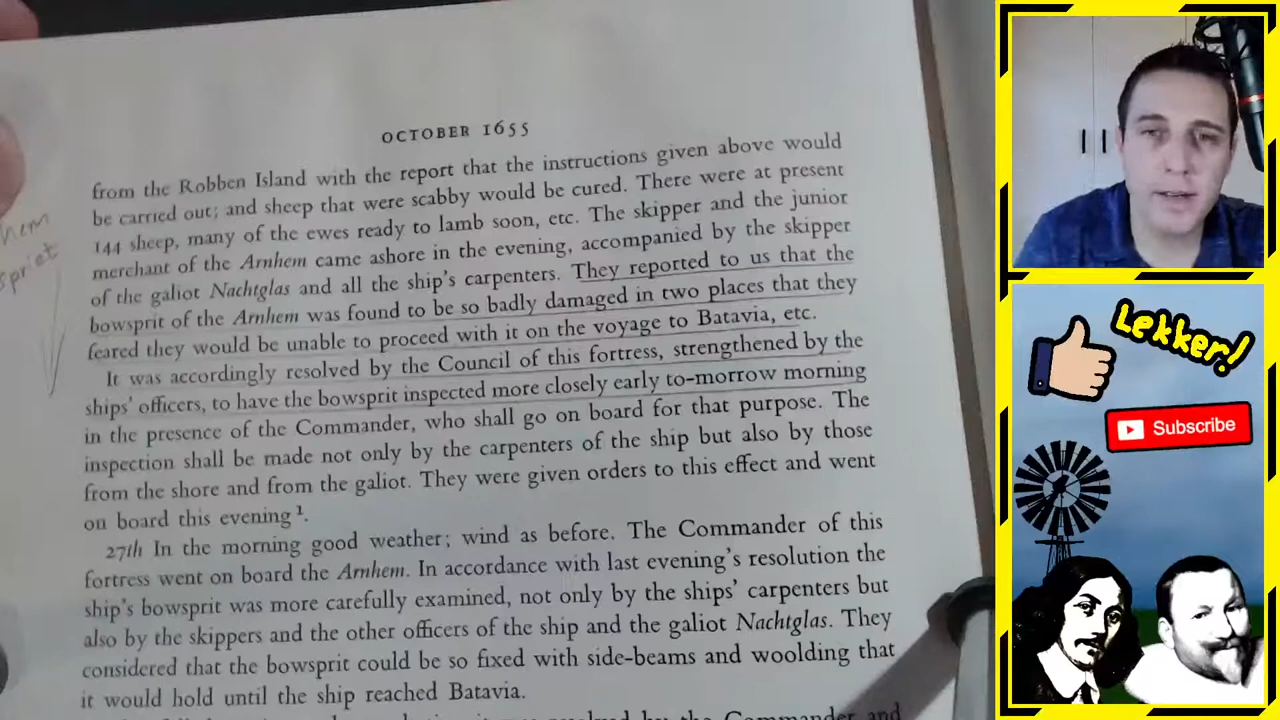 OCTOBER 1655
from the Robben Island with the report that the instructions given above would
be carried out; and sheep that were scabby would be cured. There were at present
144 sheep, many of the ewes ready to lamb soon, etc. The skipper and the junior
merchant of the Arnhem came ashore in the evening, accompanied by the skipper
of the galiot Nachtglas and all the ship's carpenters. They reported to us that the
bowsprit of the Arnhem was found to be so badly damaged in two places that they
feared they would be unable to proceed with it on the voyage to Batavia, etc.
It was accordingly resolved by the Council of this fortress, strengthened by the
ships' officers, to have the bowsprit inspected more closely early to-morrow morning
in the presence of the Commander, who shall go on board for that purpose. The
inspection shall be made not only by the carpenters of the ship but also by those
from the shore and from the galiot. They were given orders to this effect and went
on board this evening 1.
27th In the morning good weather; wind as before. The Commander of this
fortress went on board the Arnhem. In accordance with last evening's resolution the
ship's bowsprit was more carefully examined, not only by the ships' carpenters but
also by the skippers and the other officers of the ship and the galiot Nachtglas. They
considered that the bowsprit could be so fixed with side-beams and woolding that
it would hold until the ship reached Batavia.
by the Commander and
hem
spriet
Lekker!
Subscribe